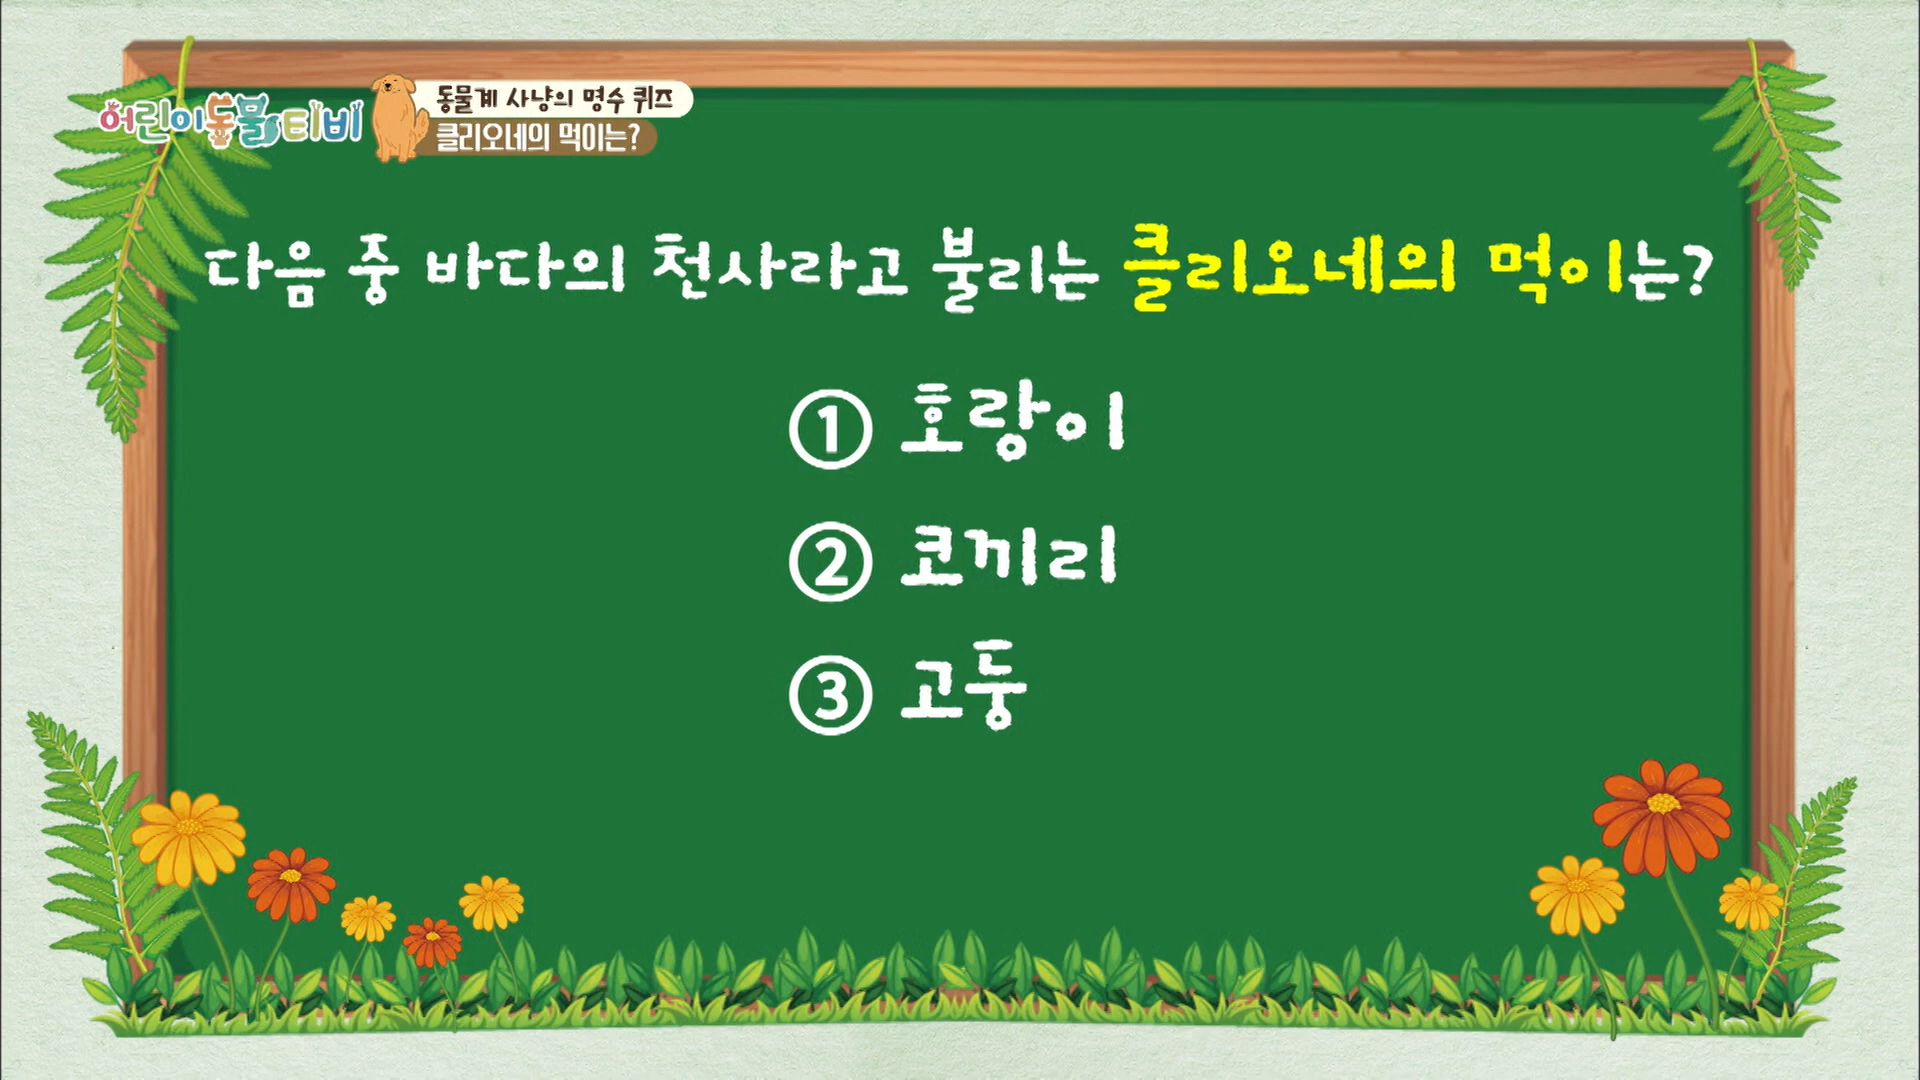 어린이동물티비
동물계 사냥의 명수 퀴즈
클리오네의 먹이는?
다음 중 바다의 천사라고 불리는 클리오네의 먹이는?
① 호랑이
② 코끼리
③ 고둥